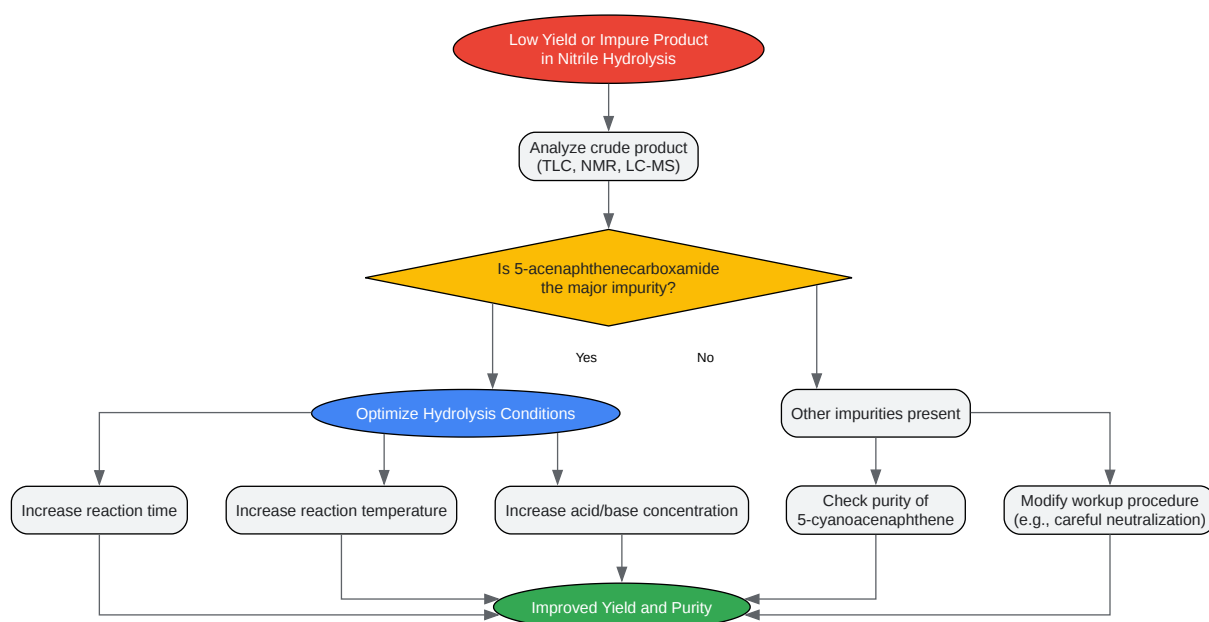 Low Yield or Impure Product
in Nitrile Hydrolysis
Analyze crude product
(TLC, NMR, LC-MS)
Is 5-acenaphthenecarboxamide
the major impurity?
Yes
No
Optimize Hydrolysis Conditions
Other impurities present
Increase reaction time
Increase reaction temperature
Increase acid/base concentration
Check purity of
5-cyanoacenaphthene
Modify workup procedure
(e.g., careful neutralization)
Improved Yield and Purity